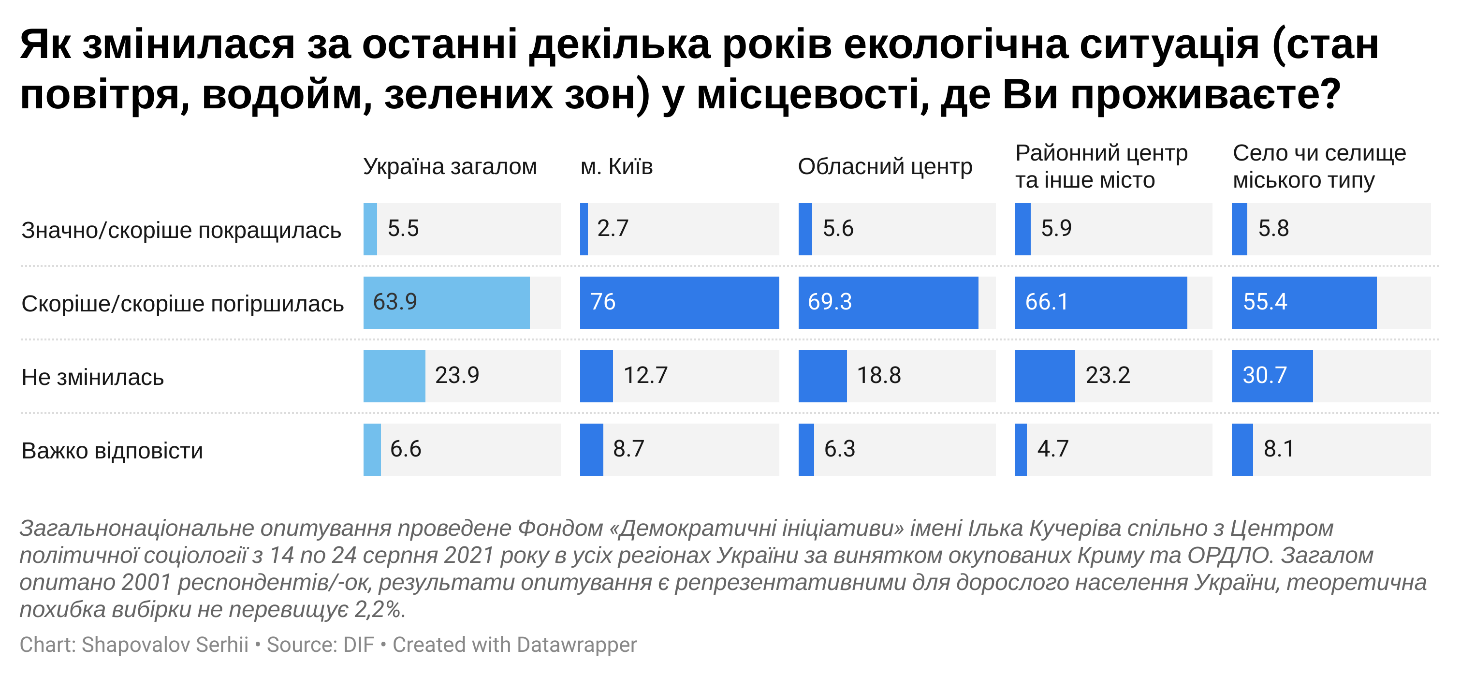 Як змінилася за останні декілька років екологічна ситуація (стан
повітря, водойм, зелених зон) у місцевості, де Ви проживаєте?
Україна загалом
м. Київ
Обласний центр
Районний центр
та інше місто
Село чи селище
міського типу
Значно/скоріше покращилась 5.5 2.7 5.6 5.9 5.8
Скоріше/скоріше погіршилась 63.9 76 69.3 66.1 55.4
Не змінилась 23.9 12.7 18.8 23.2 30.7
Важко відповісти 6.6 8.7 6.3 4.7 8.1
Загальнонаціональне опитування проведене Фондом «Демократичні ініціативи» імені Ілька Кучеріва спільно з Центром
політичної соціології з 14 по 24 серпня 2021 року в усіх регіонах України за винятком окупованих Криму та ОРДЛО. Загалом
опитано 2001 респондентів/-ок, результати опитування є репрезентативними для дорослого населення України, теоретична
похибка вибірки не перевищує 2,2%.
Chart: Shapovalov Serhii • Source: DIF • Created with Datawrapper